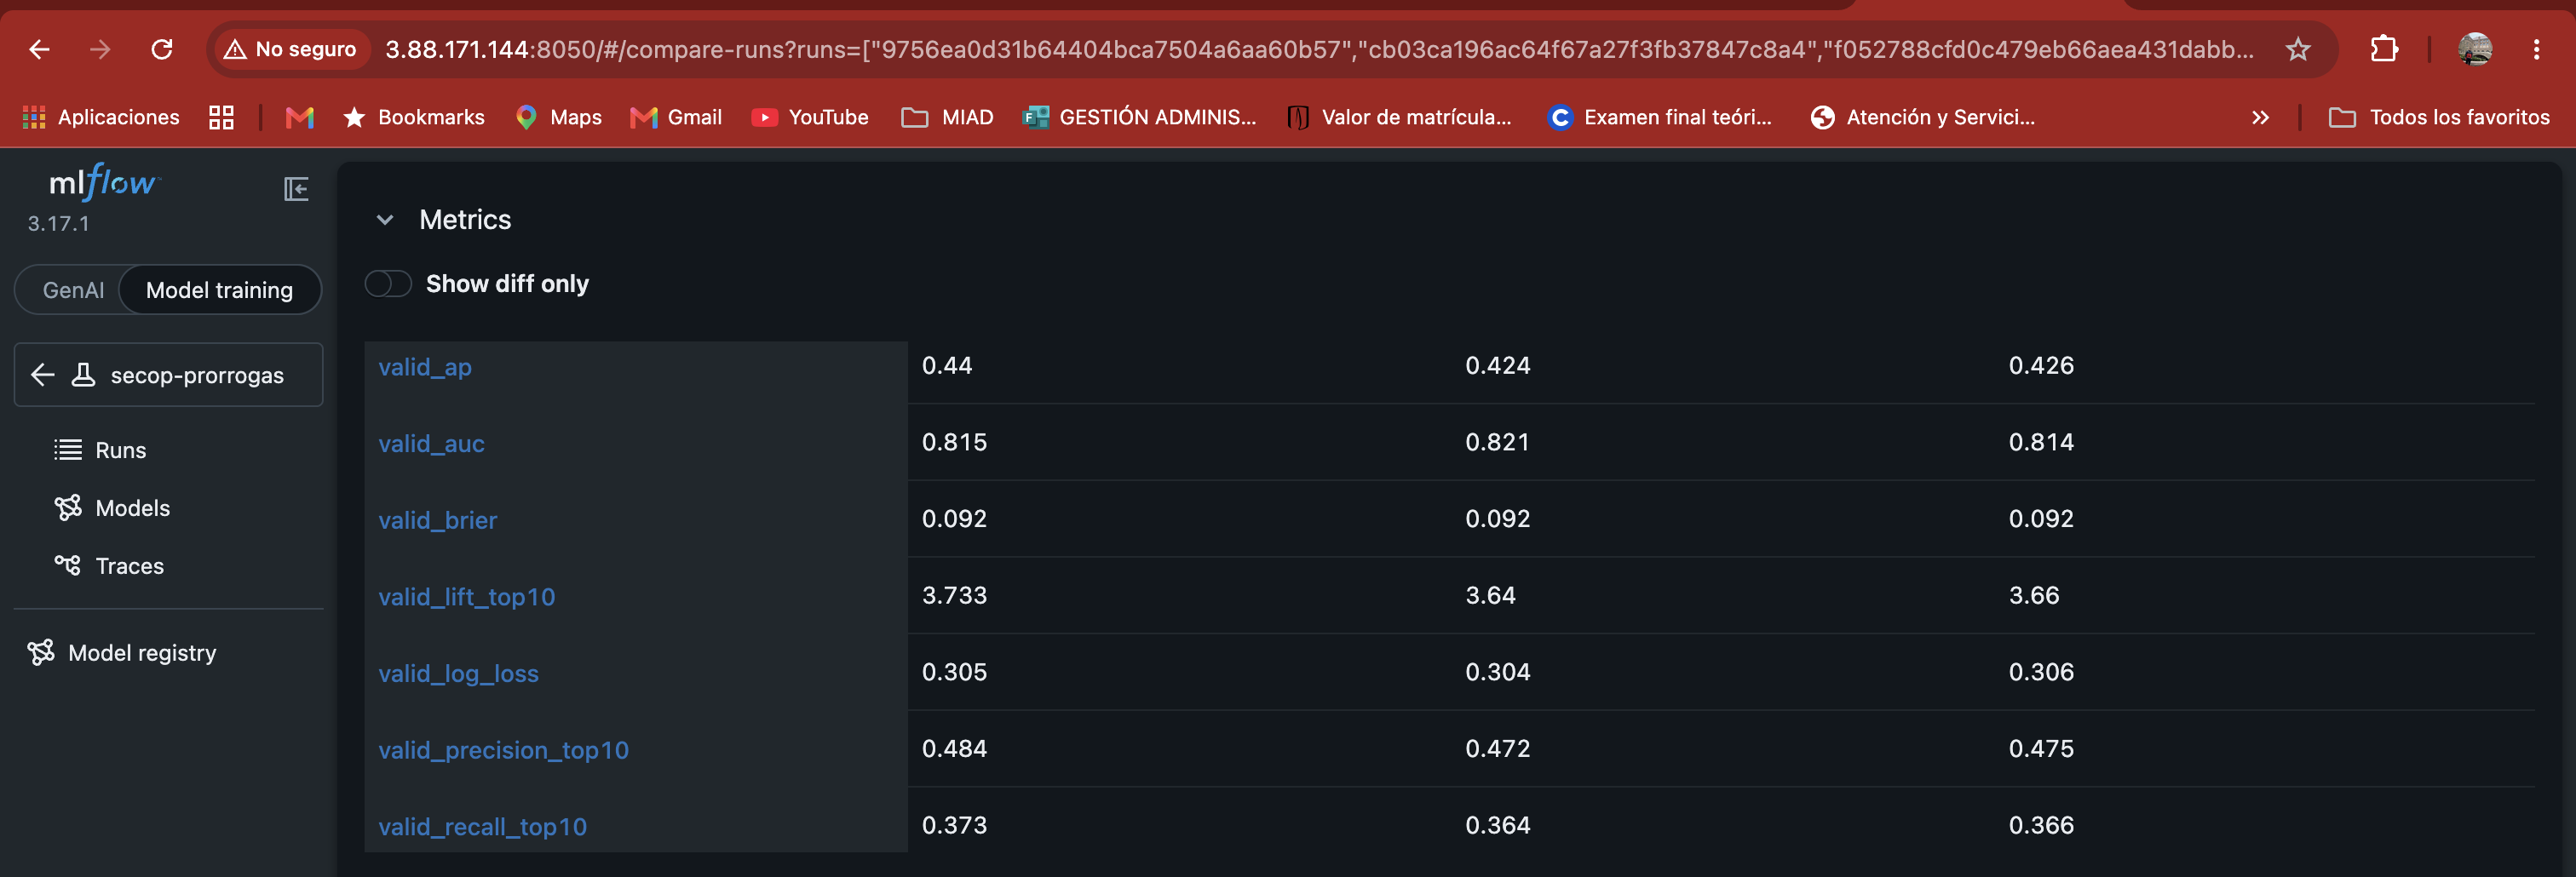 No seguro 3.88.171.144:8050/#/compare-runs?runs=["9756ea0d31b64404bca7504a6aa60b57","cb03ca196ac64f67a27f3fb37847c8a4","f052788cfd0c479eb66aea431dabb...
Aplicaciones Bookmarks Maps Gmail YouTube MIAD GESTIÓN ADMINIS... Valor de matrícula... Examen final teóri... Atención y Servici... » Todos los favoritos
mlflow
3.17.1
GenAI Model training
secop-prorrogas
Runs
Models
Traces
Model registry
Metrics
Show diff only
valid_ap 0.44 0.424 0.426
valid_auc 0.815 0.821 0.814
valid_brier 0.092 0.092 0.092
valid_lift_top10 3.733 3.64 3.66
valid_log_loss 0.305 0.304 0.306
valid_precision_top10 0.484 0.472 0.475
valid_recall_top10 0.373 0.364 0.366